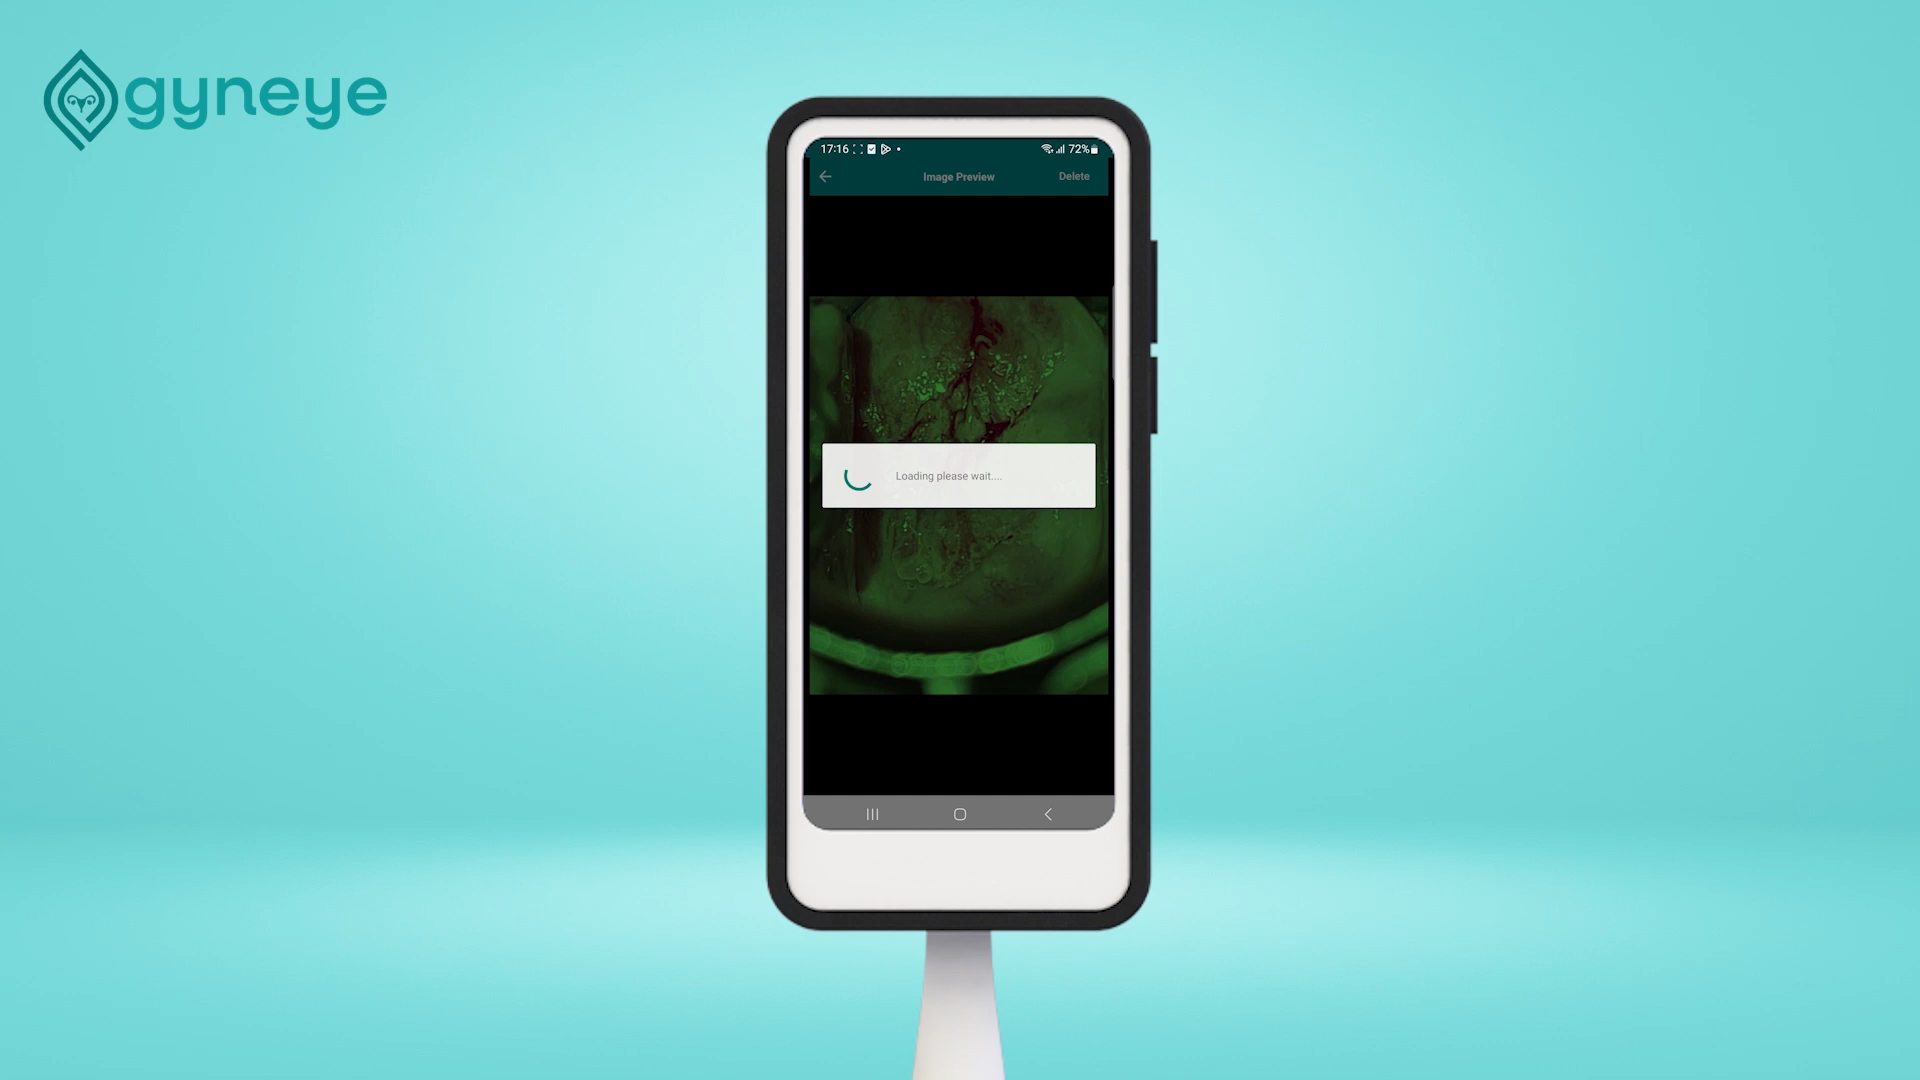 gyneye
17:16
72%
Image Preview
Delete
Loading please wait....